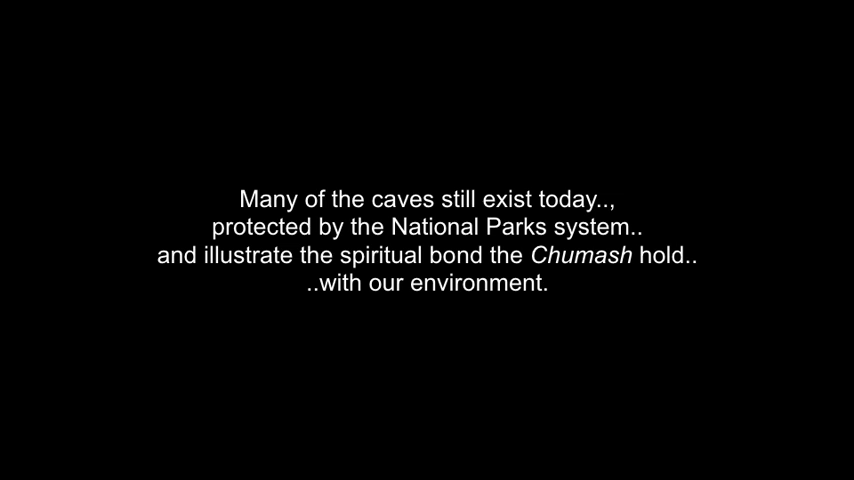 Many of the caves still exist today..,
protected by the National Parks system..
and illustrate the spiritual bond the Chumash hold..
..with our environment.